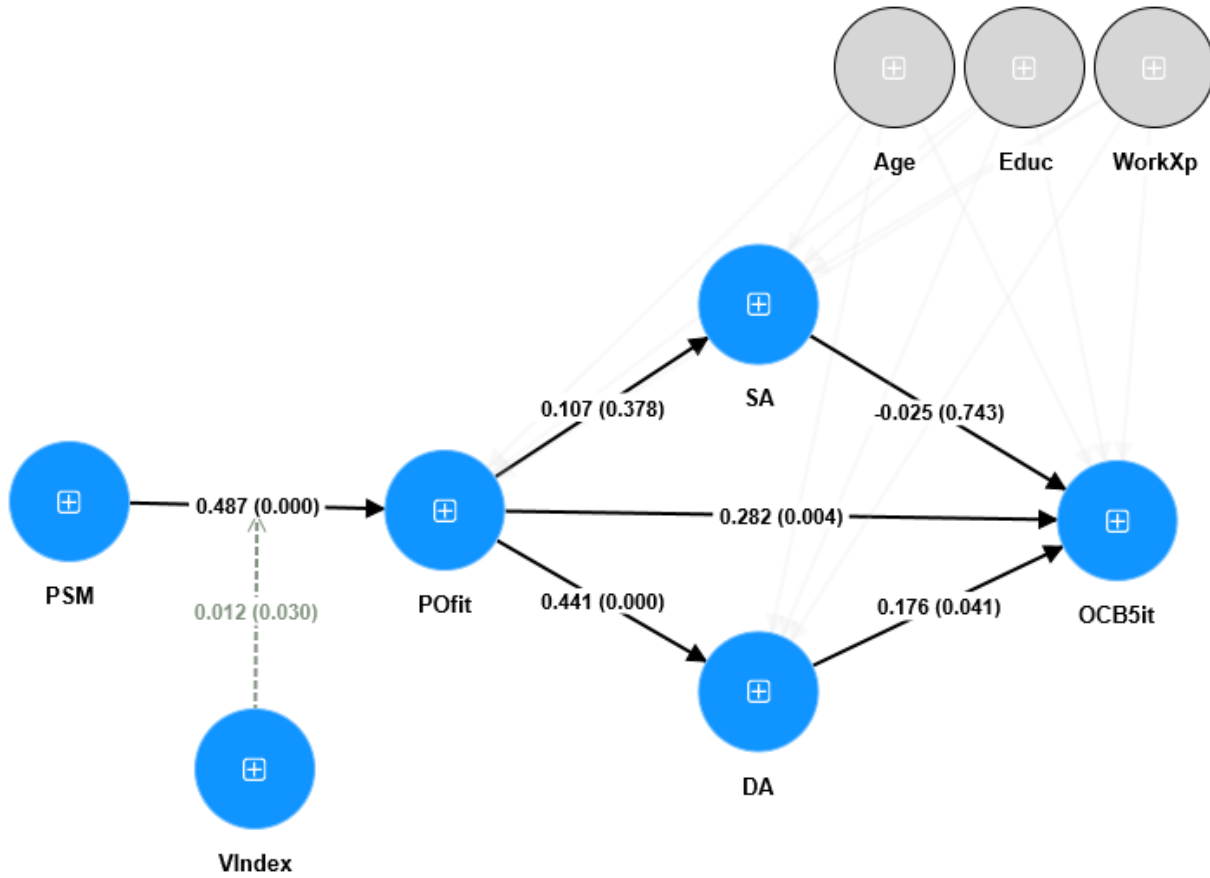 Age
Educ
WorkXp
SA
0.107 (0.378)
-0.025 (0.743)
0.487 (0.000)
0.282 (0.004)
PSM
POfit
0.441 (0.000)
0.176 (0.041)
OCB5it
0.012 (0.030)
DA
VIndex